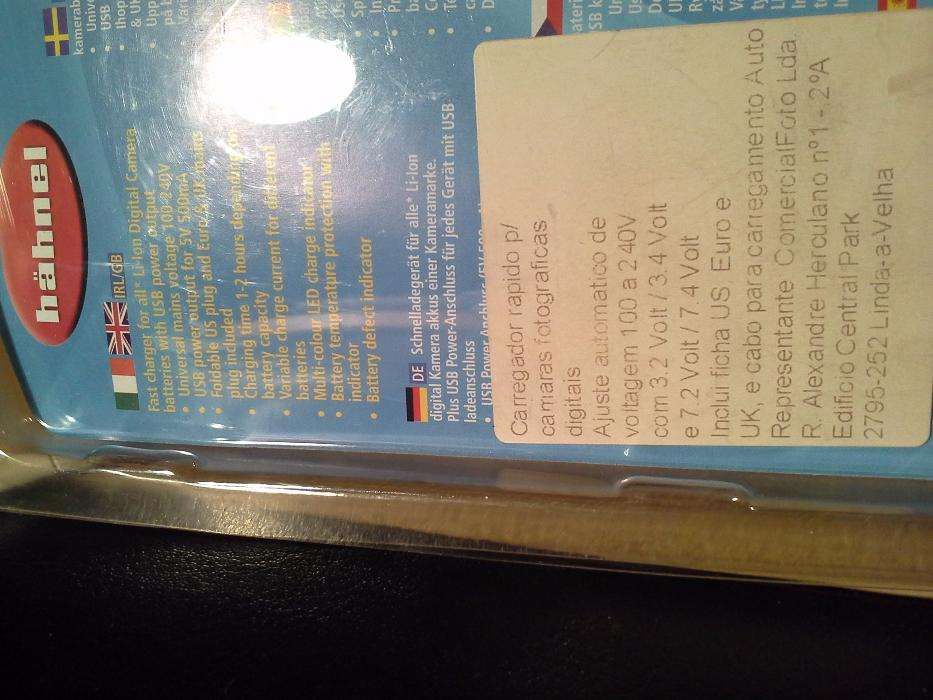 hähnel
IRL/GB
Fast charger for all* Li-Ion Digital Camera
batteries with USB power output
• Universal mains voltage 100-240V
• USB power output for 5V 500mA
• Foldable US plug and Euro/UK mains
plug included
• Charging time 1-2 hours depending on
battery capacity
• Variable charge current for different
batteries
• Multi-colour LED charge indicator
• Battery temperature protection with
indicator
• Battery defect indicator
DE Schnelladegerät für alle* Li-Ion
digital Kamera akkus einer Kameramarke.
Plus USB Power-Anschluss für jedes Gerät mit USB
ladeanschluss
• USB Power Anschluss
Carregador rapido p/
camaras fotograficas
digitais
Ajuste automatico de
voltagem 100 a 240V
com 3.2 Volt / 3.4 Volt
e 7.2 Volt / 7.4 Volt
Inclui ficha US, Euro e
UK, e cabo para carregamento Auto
Representante ComercialFoto Lda.
R. Alexandre Herculano nº1 - 2ºA
Edificio Central Park
2795-252 Linda-a-Velha